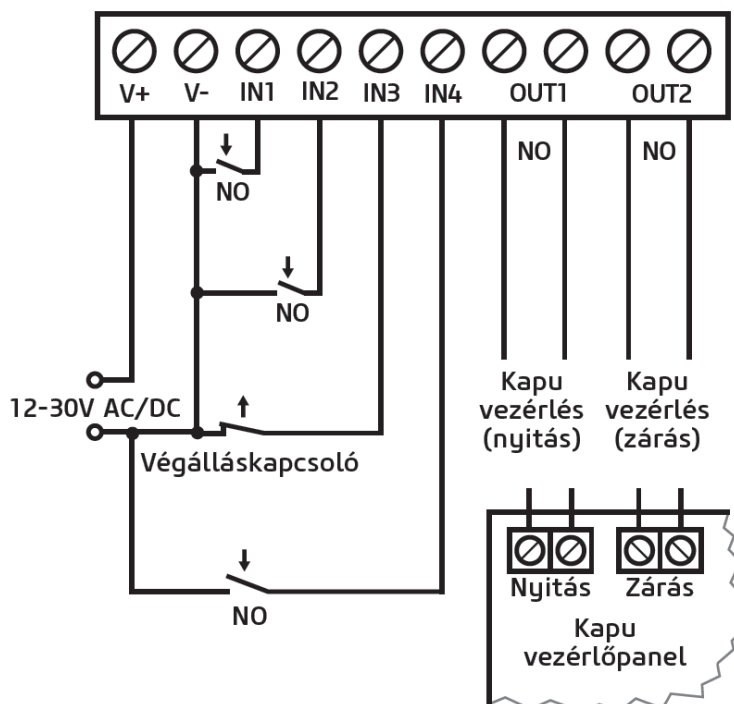 V+ V- IN1 IN2 IN3 IN4 OUT1 OUT2
NO NO
NO
NO
12-30V AC/DC
Végálláskapcsoló
NO
Kapu
vezérlés
(nyitás)
Kapu
vezérlés
(zárás)
Nyitás Zárás
Kapu
vezérlőpanel